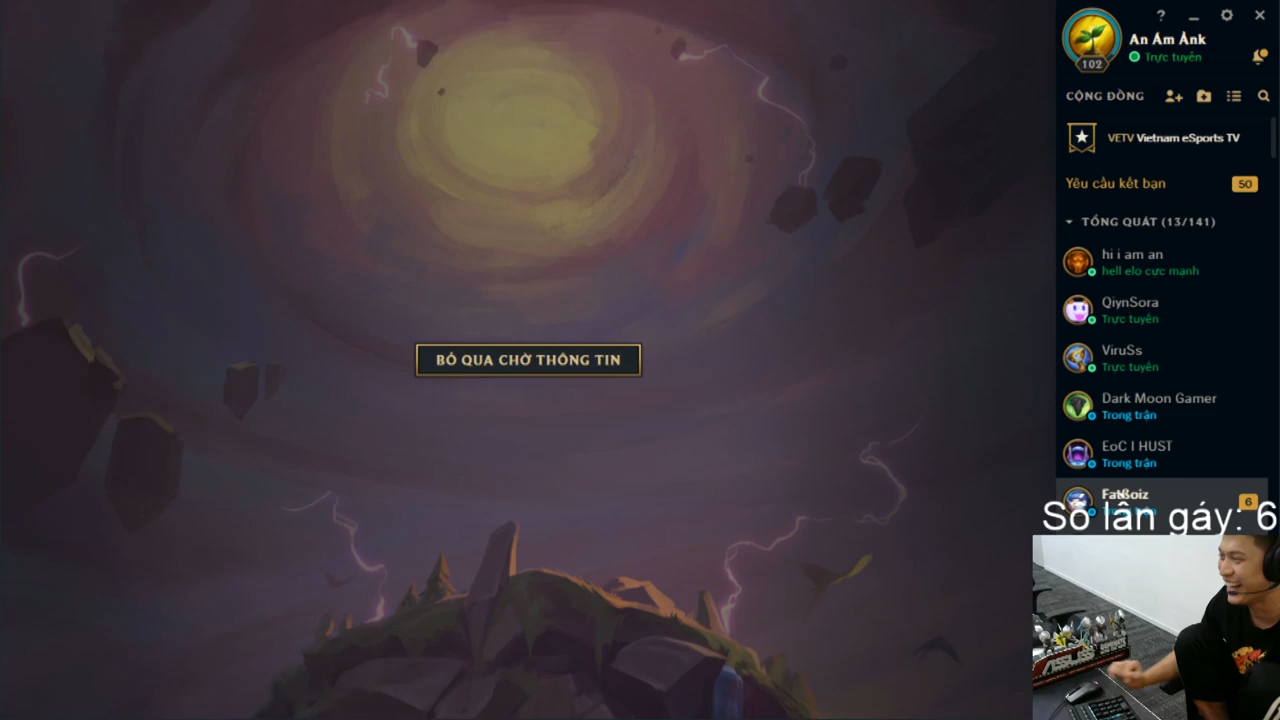 An Ám Ảnk
102
Trực tuyến
CỘNG ĐỒNG
VETV Vietnam eSports TV
Yêu cầu kết bạn
50
TỔNG QUÁT (13/141)
hi i am an
hell elo cực mạnh
QiynSora
Trực tuyến
BỎ QUA CHỜ THÔNG TIN
ViruSs
Trực tuyến
Dark Moon Gamer
Trong trận
EoC I HUST
Trong trận
FatBoiz
6
Số lần gáy: 6